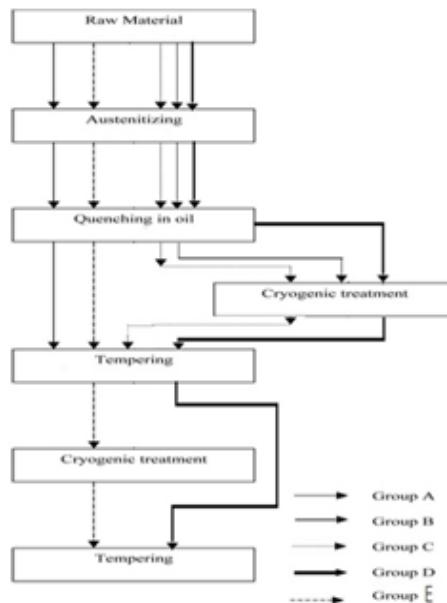 Raw Material
Austenitizing
Quenching in oil
Cryogenic treatment
Tempering
Cryogenic treatment
Tempering
Group A
Group B
Group C
Group D
Group E